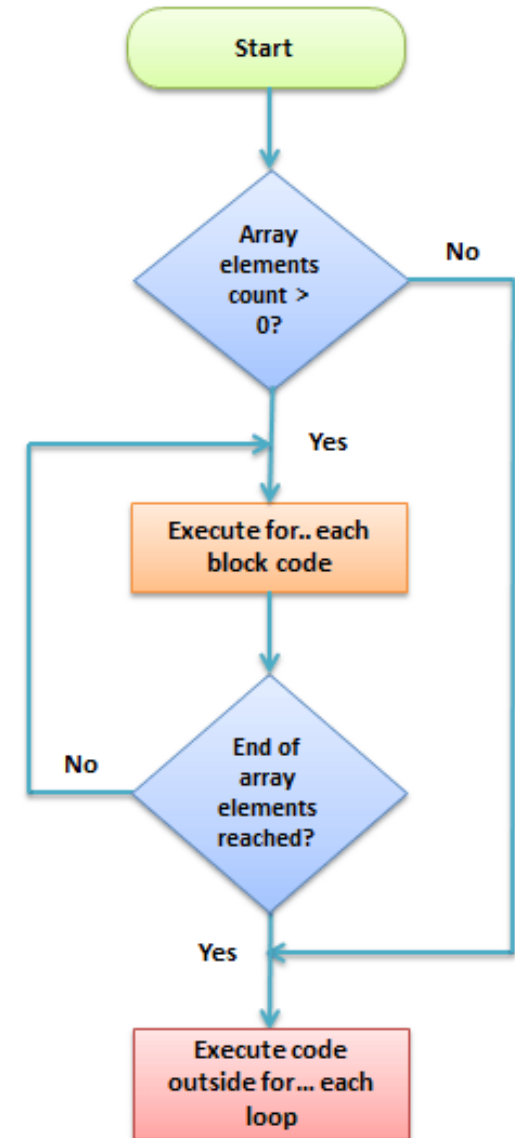 Start
Array
elements
count >
0?
No
Yes
Execute for.. each
block code
End of
array
elements
reached?
No
Yes
Execute code
outside for... each
loop